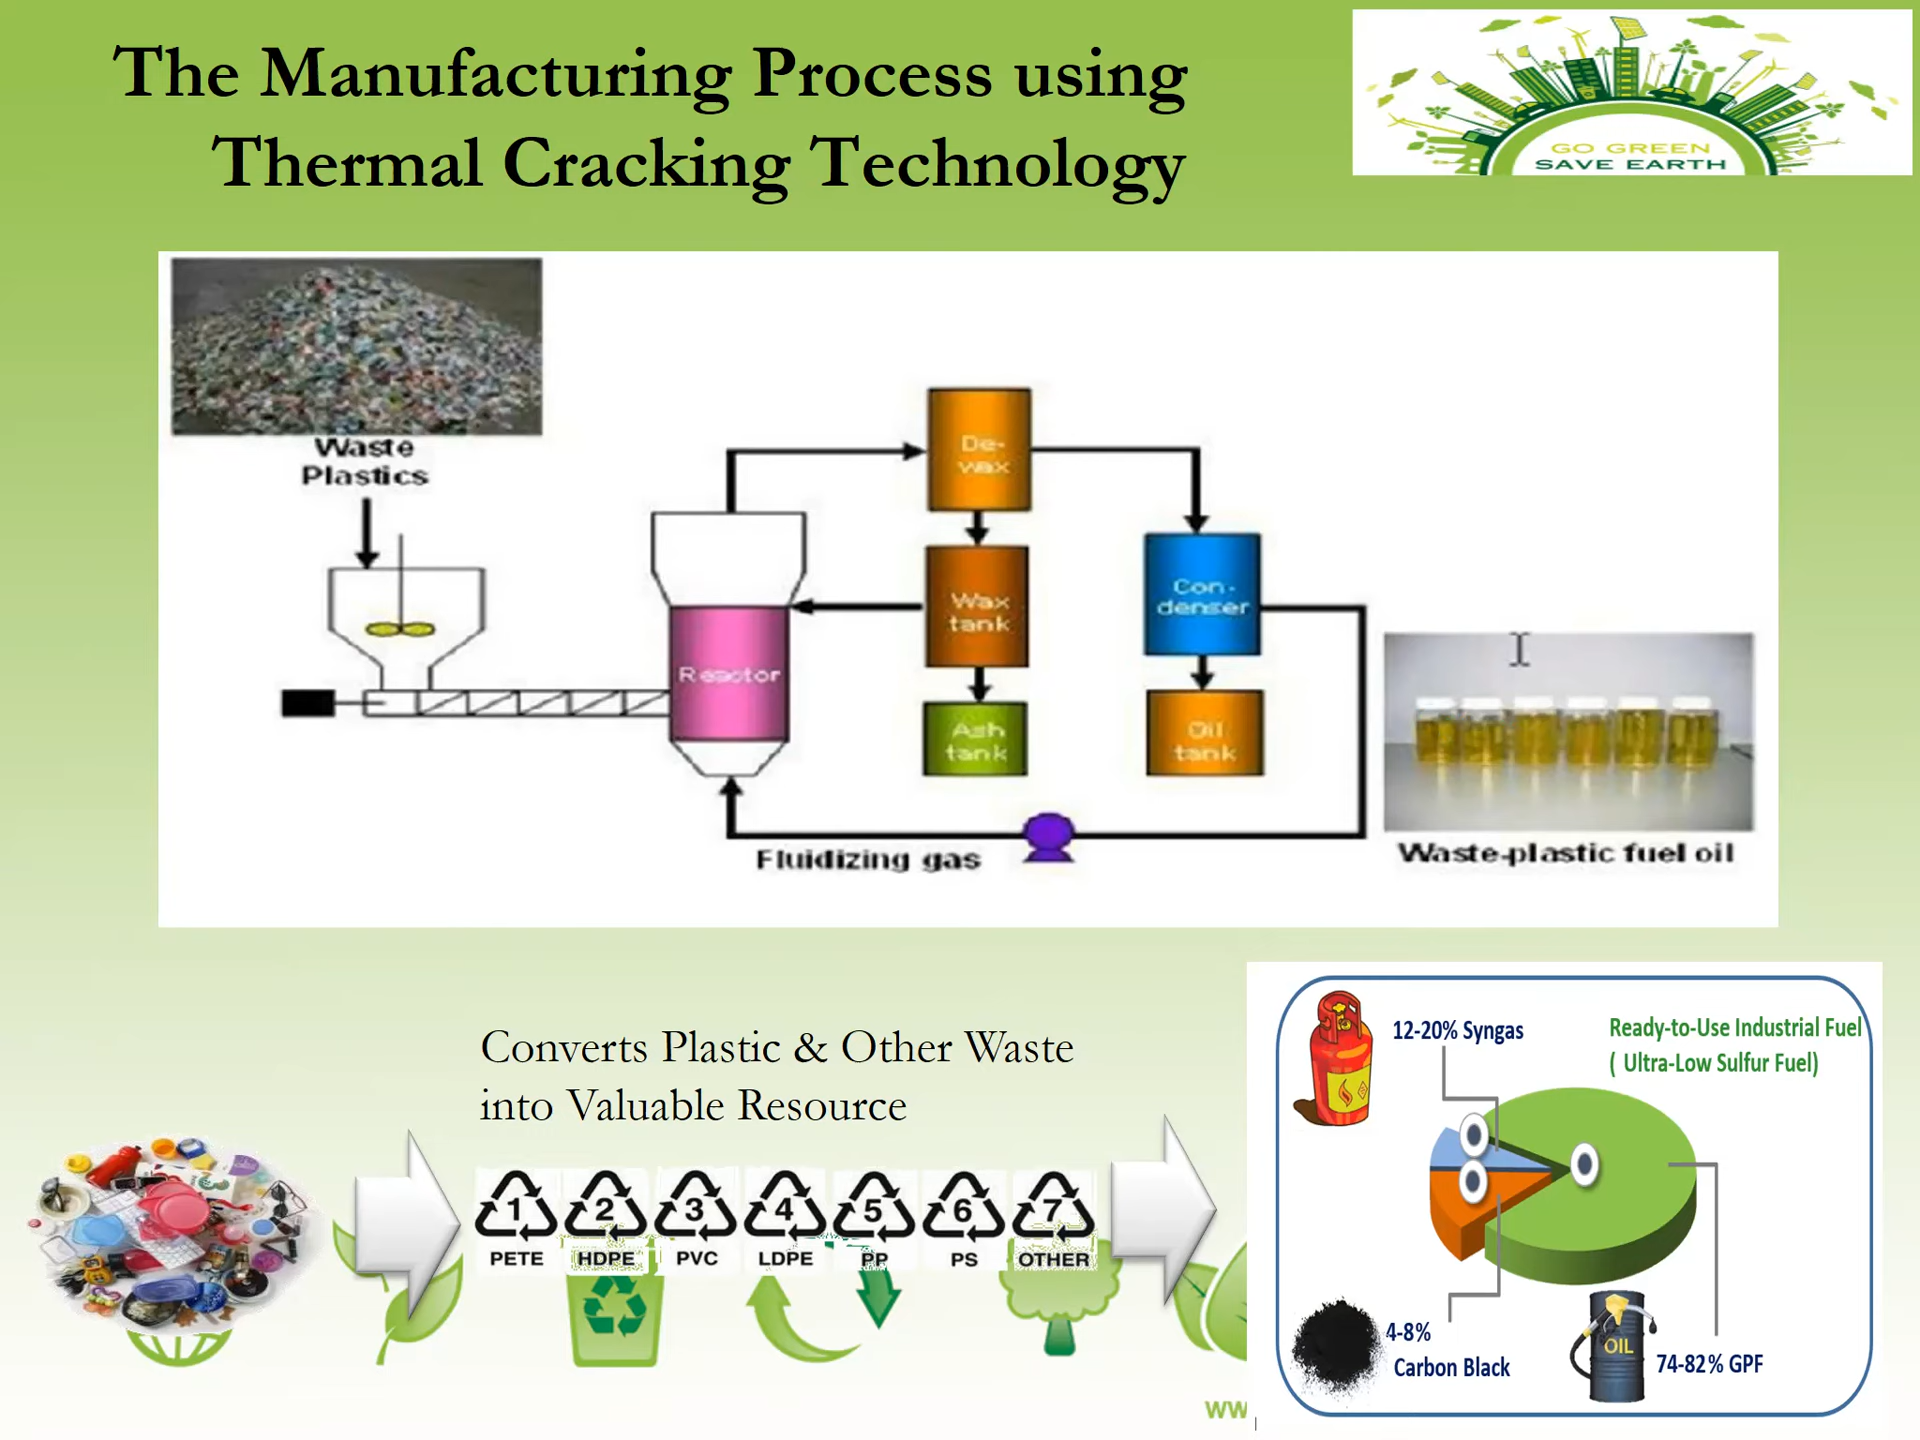 The Manufacturing Process using
Thermal Cracking Technology
GO GREEN
SAVE EARTH
Waste
Plastics
De-
wax
Wax
tank
Con-
denser
Reactor
Ash
tank
Oil
tank
Fluidizing gas
Waste-plastic fuel oil
Converts Plastic & Other Waste
into Valuable Resource
1 2 3 4 5 6 7
PETE HDPE PVC LDPE PP PS OTHER
12-20% Syngas
Ready-to-Use Industrial Fuel
( Ultra-Low Sulfur Fuel)
4-8%
Carbon Black
OIL
74-82% GPF
ww